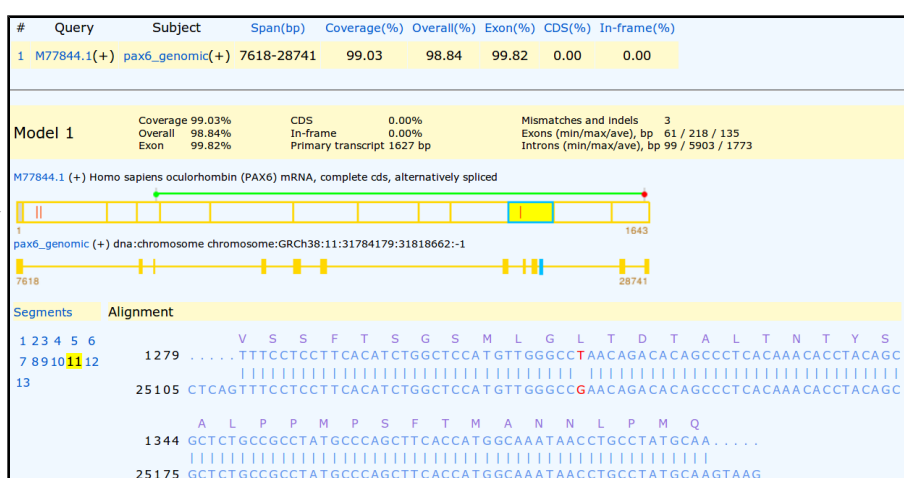 # Query Subject Span(bp) Coverage(%) Overall(%) Exon(%) CDS(%) In-frame(%)
1 M77844.1(+) pax6_genomic(+) 7618-28741 99.03 98.84 99.82 0.00 0.00
Model 1
Coverage 99.03% CDS 0.00% Mismatches and indels 3
Overall 98.84% In-frame 0.00% Exons (min/max/ave), bp 61 / 218 / 135
Exon 99.82% Primary transcript 1627 bp Introns (min/max/ave), bp 99 / 5903 / 1773
M77844.1 (+) Homo sapiens oculorhombin (PAX6) mRNA, complete cds, alternatively spliced
1 1643
pax6_genomic (+) dna:chromosome chromosome:GRCh38:11:31784179:31818662:-1
7618 28741
Segments Alignment
1 2 3 4 5 6
7 8 9 10 11 12
13
V S S F T S G S M L G L T D T A L T N T Y S
1279 .....TTTCCTCCTTCACATCTGGCTCCATGTTGGGCCTAACAGACACAGCCCTCACAAACACCTACAGC
25105 CTCAGTTTCCTCCTTCACATCTGGCTCCATGTTGGGCCGAACAGACACAGCCCTCACAAACACCTACAGC
A L P P M P S F T M A N N L P M Q
1344 GCTCTGCCGCCTATGCCCAGCTTCACCATGGCAAATAACCTGCCTATGCAA.....
25175 GCTCTGCCGCCTATGCCCAGCTTCACCATGGCAAATAACCTGCCTATGCAAGTAAG